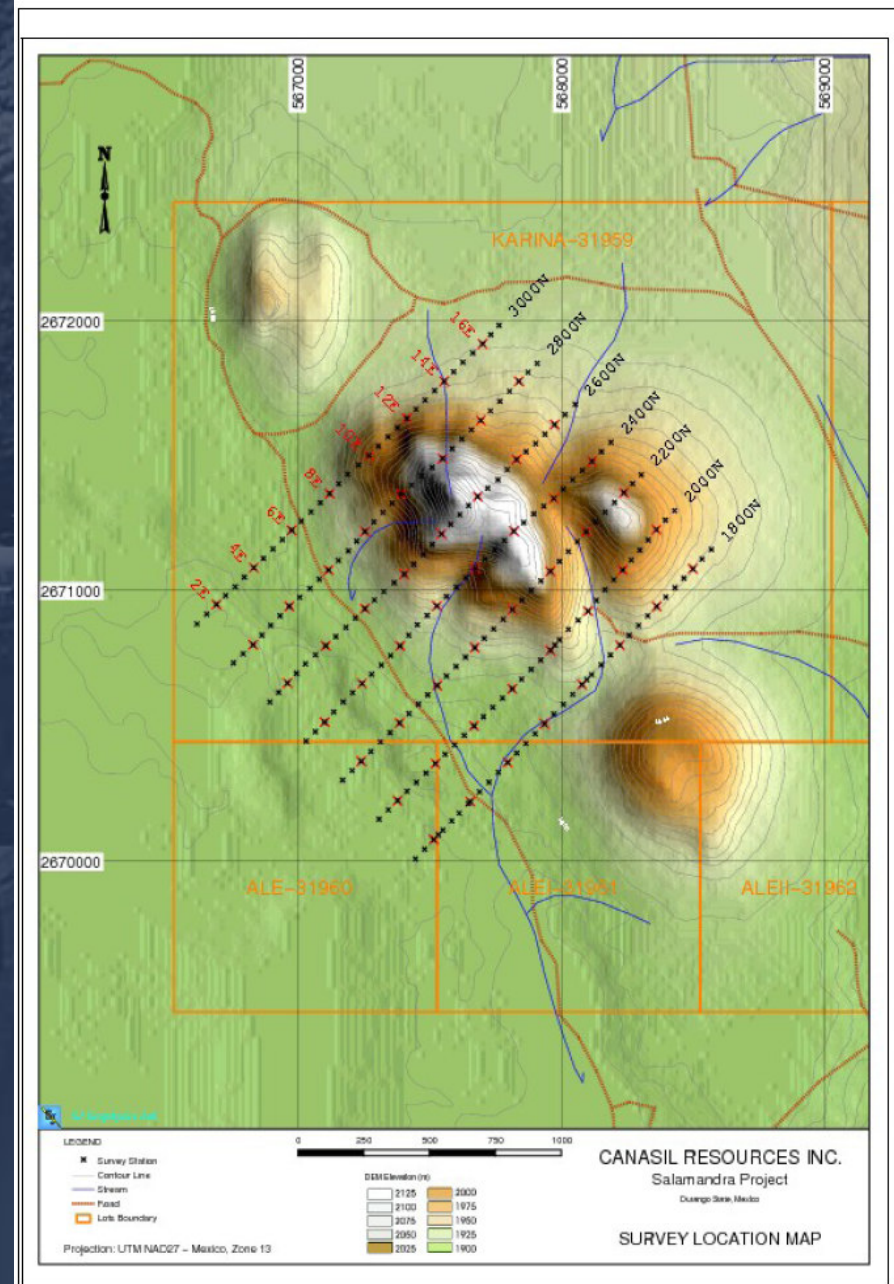 567000
568000
569000
N
KARINA-31959
2672000
16E
3000N
14E
2800N
12E
2600N
10E
2400N
8E
2200N
6E
2000N
4E
1800N
2E
2671000
2670000
ALE-31960
ALEI-31961
ALEII-31962
LEGEND
Survey Station
Contour Line
Stream
Road
Lots Boundary
Projection: UTM NAD27 - Mexico, Zone 13
0 250 500 750 1000
DEM Elevation (m)
2125 2000
2100 1975
2075 1950
2050 1925
2025 1900
CANASIL RESOURCES INC.
Salamandra Project
Durango State, Mexico
SURVEY LOCATION MAP